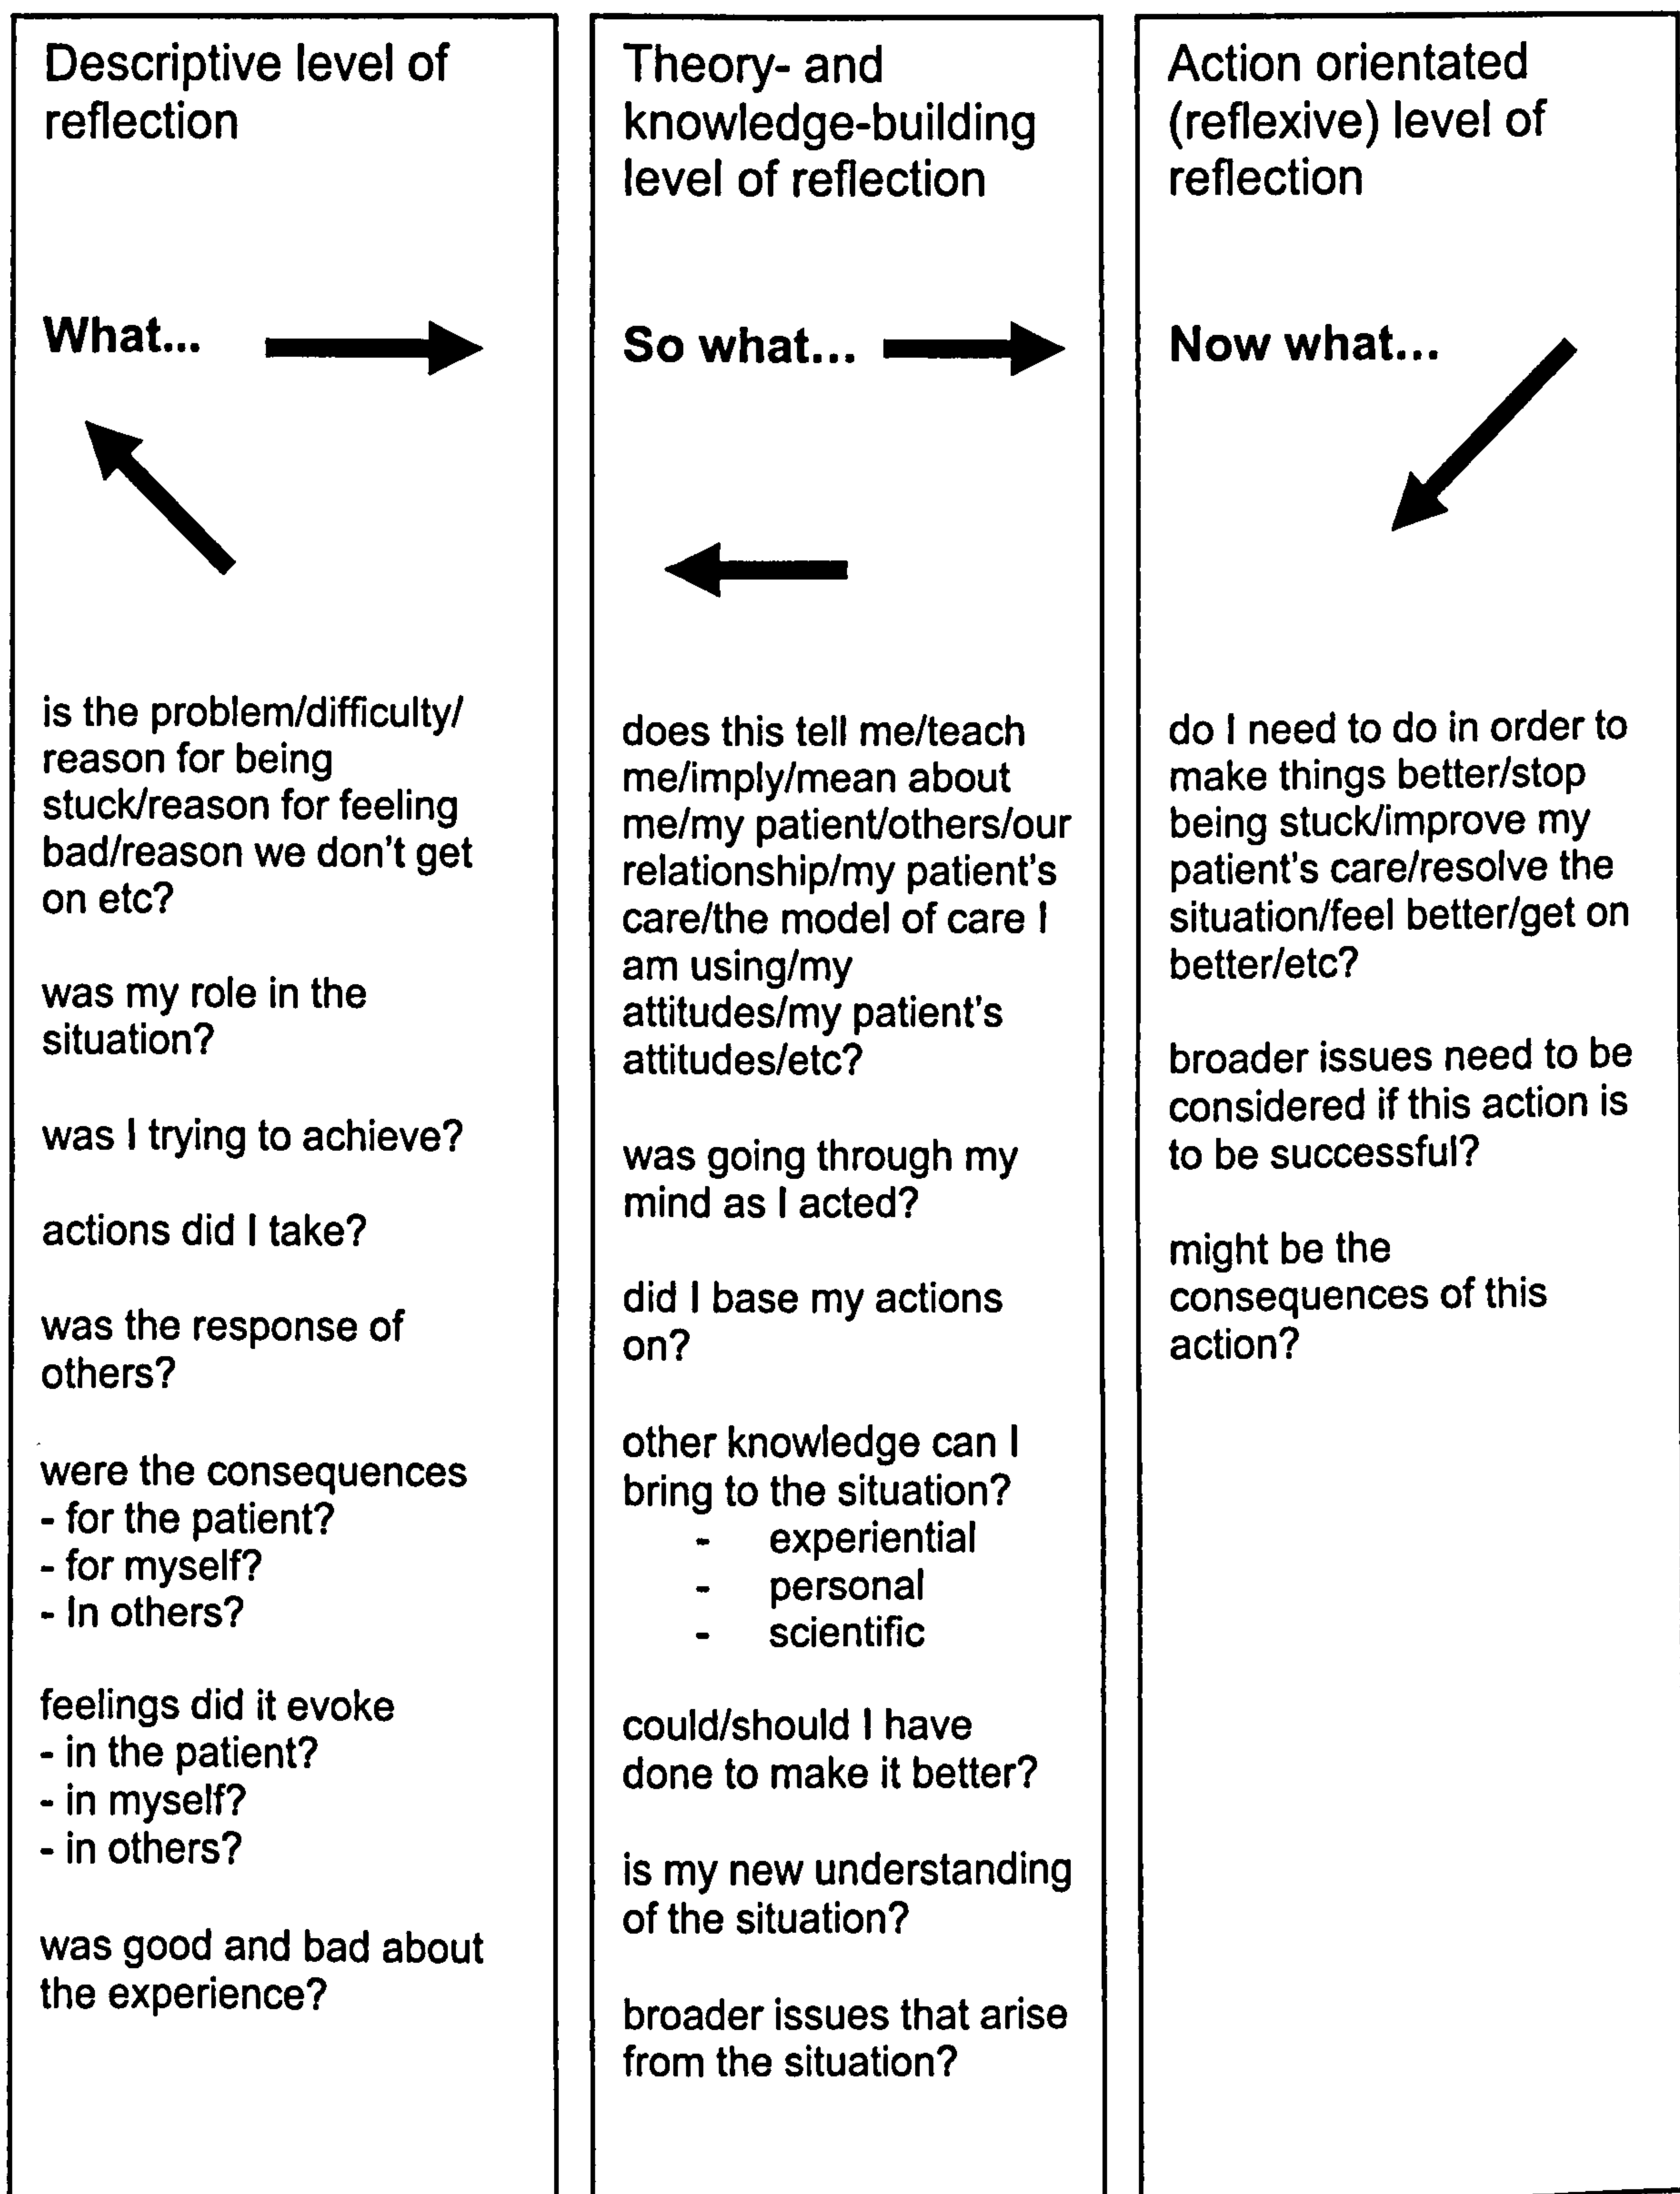 Descriptive level of
reflection
What...
is the problem/difficulty/
reason for being
stuck/reason for feeling
bad/reason we don't get
on etc?
was my role in the
situation?
was I trying to achieve?
actions did I take?
was the response of
others?
were the consequences
- for the patient?
- for myself?
- In others?
feelings did it evoke
- in the patient?
- in myself?
- in others?
was good and bad about
the experience?
Theory- and
knowledge-building
level of reflection
So what...
does this tell me/teach
me/imply/mean about
me/my patient/others/our
relationship/my patient's
care/the model of care I
am using/my
attitudes/my patient's
attitudes/etc?
was going through my
mind as I acted?
did I base my actions
on?
other knowledge can I
bring to the situation?
- experiential
- personal
- scientific
could/should I have
done to make it better?
is my new understanding
of the situation?
broader issues that arise
from the situation?
Action orientated
(reflexive) level of
reflection
Now what...
do I need to do in order to
make things better/stop
being stuck/improve my
patient's care/resolve the
situation/feel better/get on
better/etc?
broader issues need to be
considered if this action is
to be successful?
might be the
consequences of this
action?